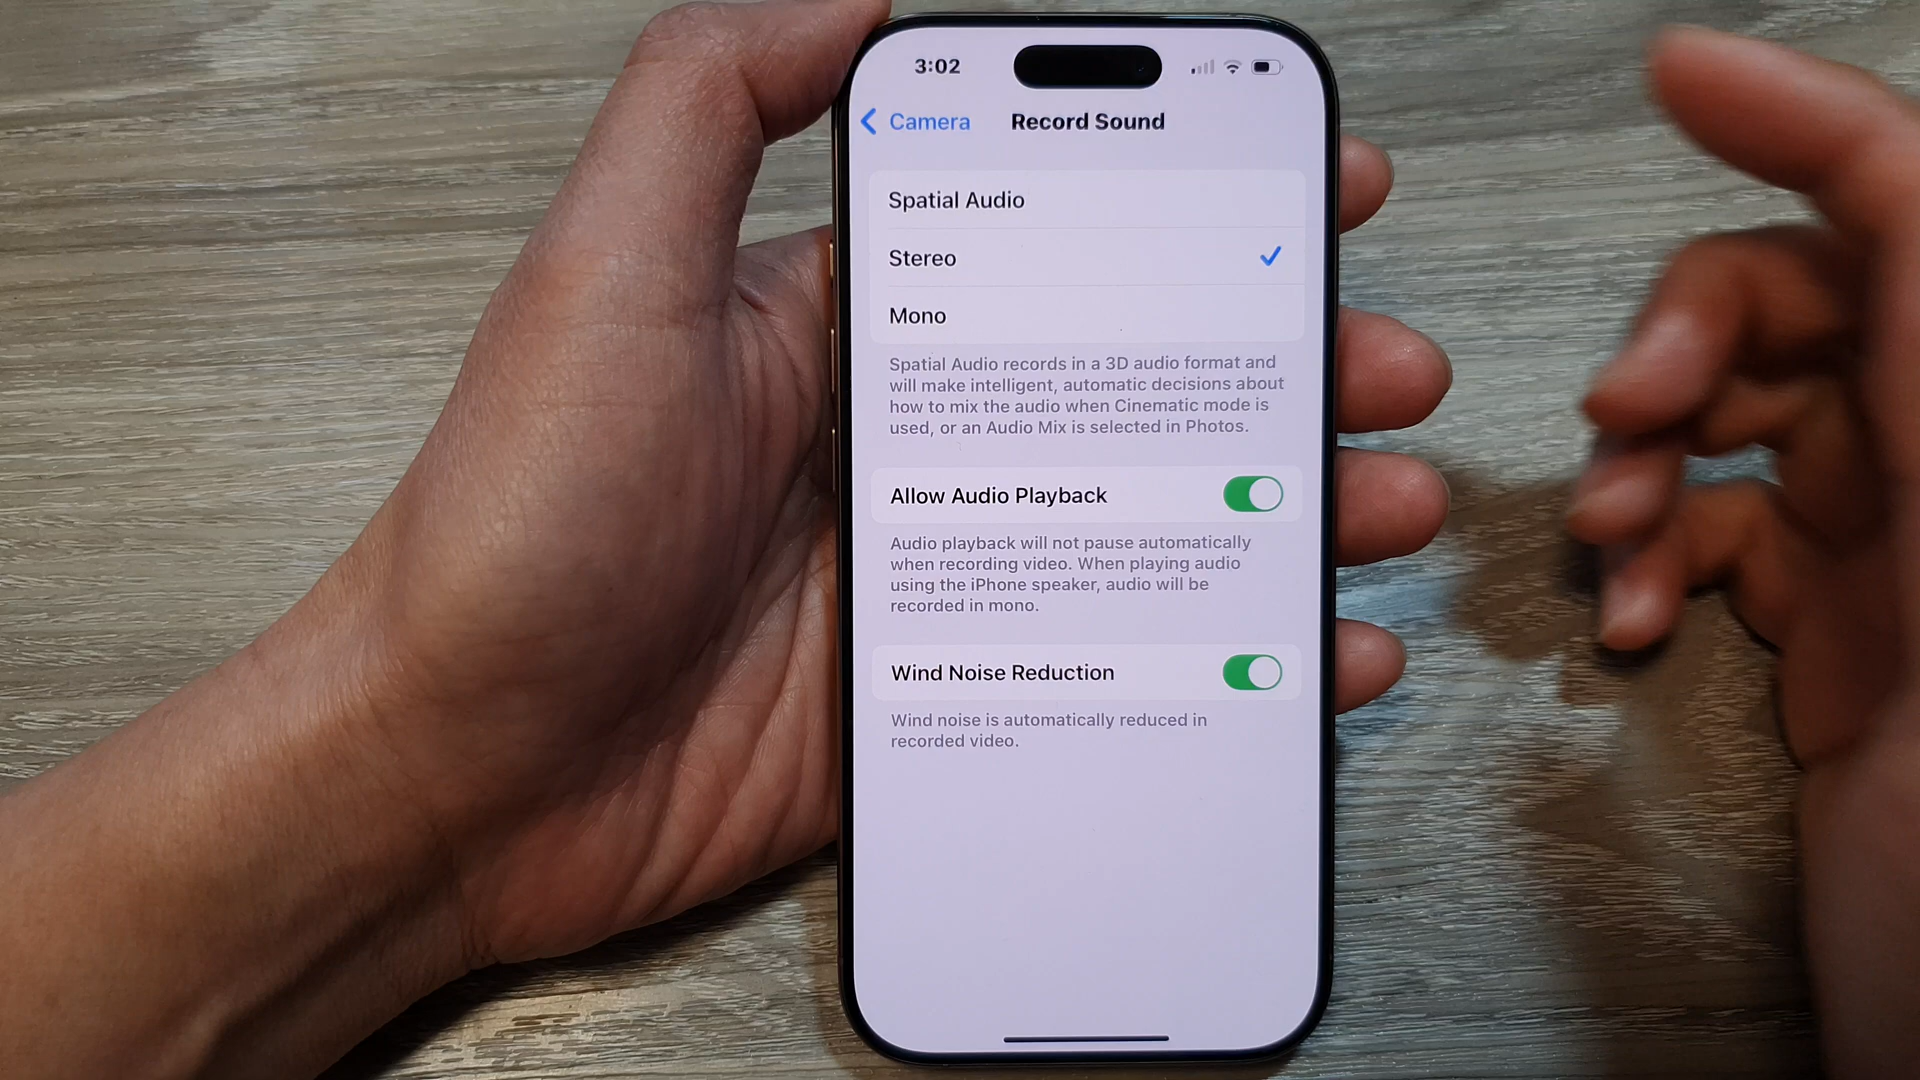 3:02
Camera
Record Sound
Spatial Audio
Stereo
Mono
Spatial Audio records in a 3D audio format and
will make intelligent, automatic decisions about
how to mix the audio when Cinematic mode is
used, or an Audio Mix is selected in Photos.
Allow Audio Playback
Audio playback will not pause automatically
when recording video. When playing audio
using the iPhone speaker, audio will be
recorded in mono.
Wind Noise Reduction
Wind noise is automatically reduced in
recorded video.